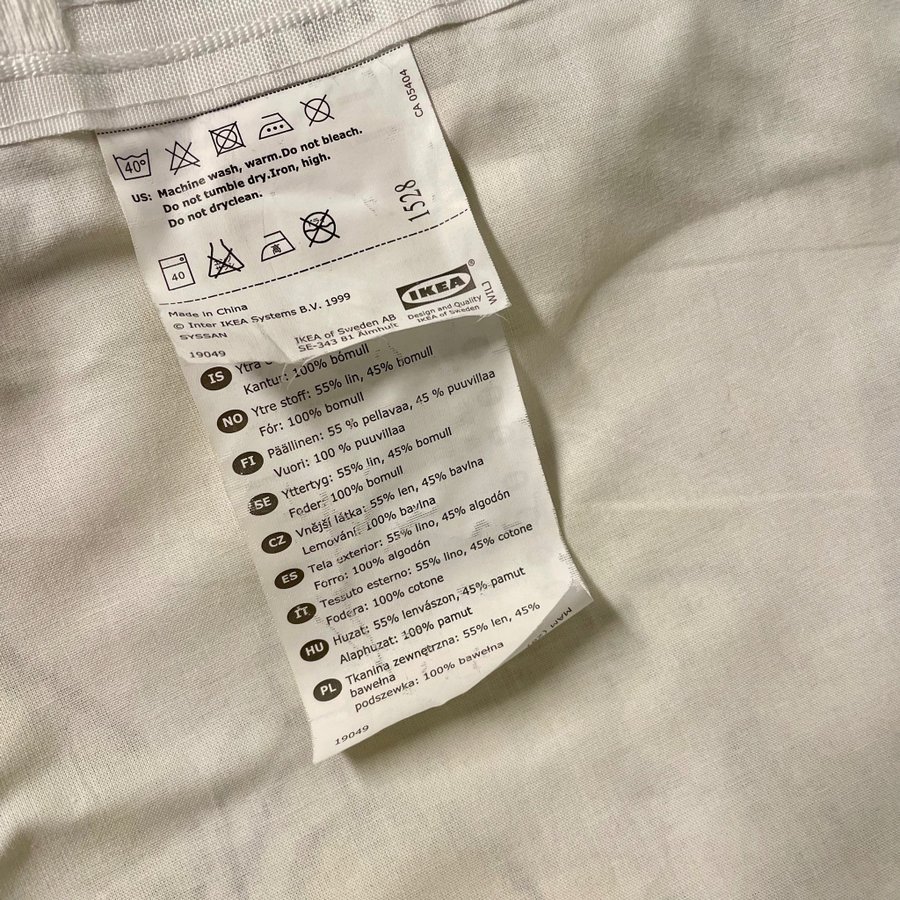 40°
US: Machine wash, warm.Do not bleach.
Do not tumble dry.Iron, high.
Do not dryclean.
CA 05404
1528
40
高
Made in China
© Inter IKEA Systems B.V. 1999
SYSSAN
19049
IKEA of Sweden AB
SE-343 81 Älmhult
IKEA®
Design and Quality
IKEA of Sweden
IS Ytra
Kantur: 100% bómull
NO Ytre stoff: 55% lin, 45% bomull
Fór: 100% bomull
FI Päällinen: 55 % pellavaa, 45 % puuvillaa
Vuori: 100 % puuvillaa
SE Yttertyg: 55% lin, 45% bomull
Foder: 100% bomull
CZ Vnější látka: 55% len, 45% bavlna
Lemování: 100% bavlna
ES Tela exterior: 55% lino, 45% algodón
Forro: 100% algodón
IT Tessuto esterno: 55% lino, 45% cotone
Fodera: 100% cotone
HU Huzat: 55% lenvászon, 45% pamut
Alaphuzat: 100% pamut
PL Tkanina zewnętrzna: 55% len, 45%
bawełna
podszewka: 100% bawełna
19049